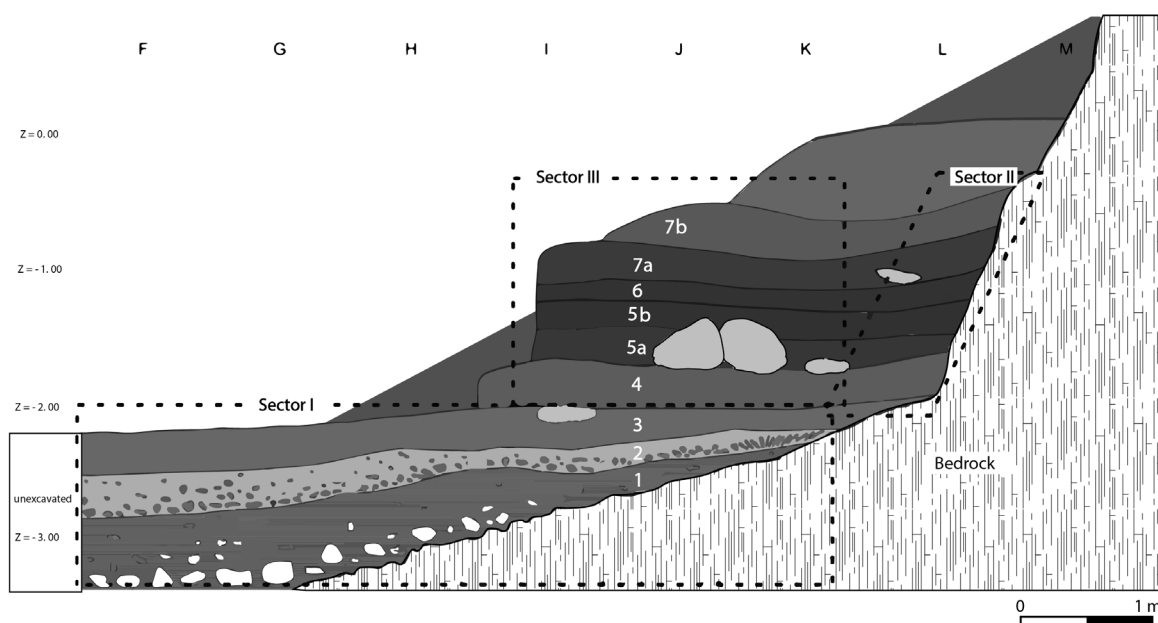 F G H I J K L M
Z = 0.00
Sector III
Sector II
7b
7a
Z = - 1.00
6
5b
5a
4
Sector I
Z = - 2.00
3
2
Bedrock
1
unexcavated
Z = - 3.00
0 1 m